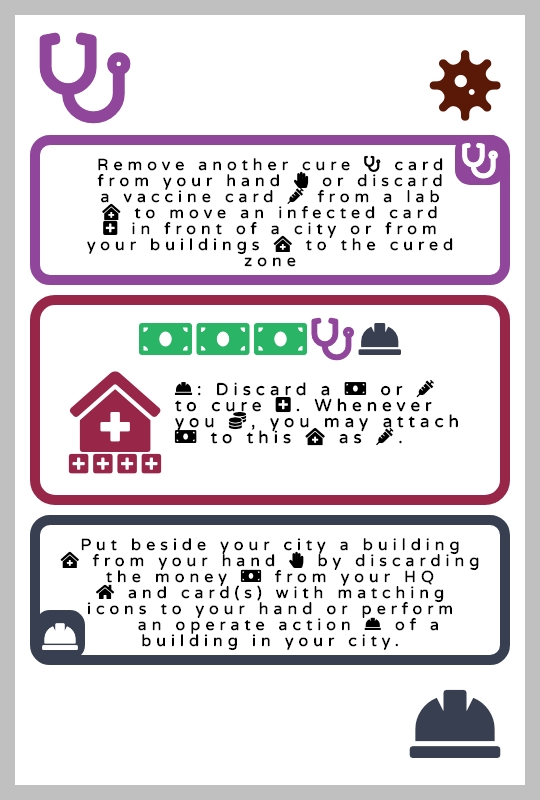 Remove another cure card
from your hand or discard
a vaccine card from a lab
to move an infected card
in front of a city or from
your buildings to the cured
zone
: Discard a or
to cure . Whenever
you , you may attach
to this as .
Put beside your city a building
from your hand by discarding
the money from your HQ
and card(s) with matching
icons to your hand or perform
an operate action of a
building in your city.